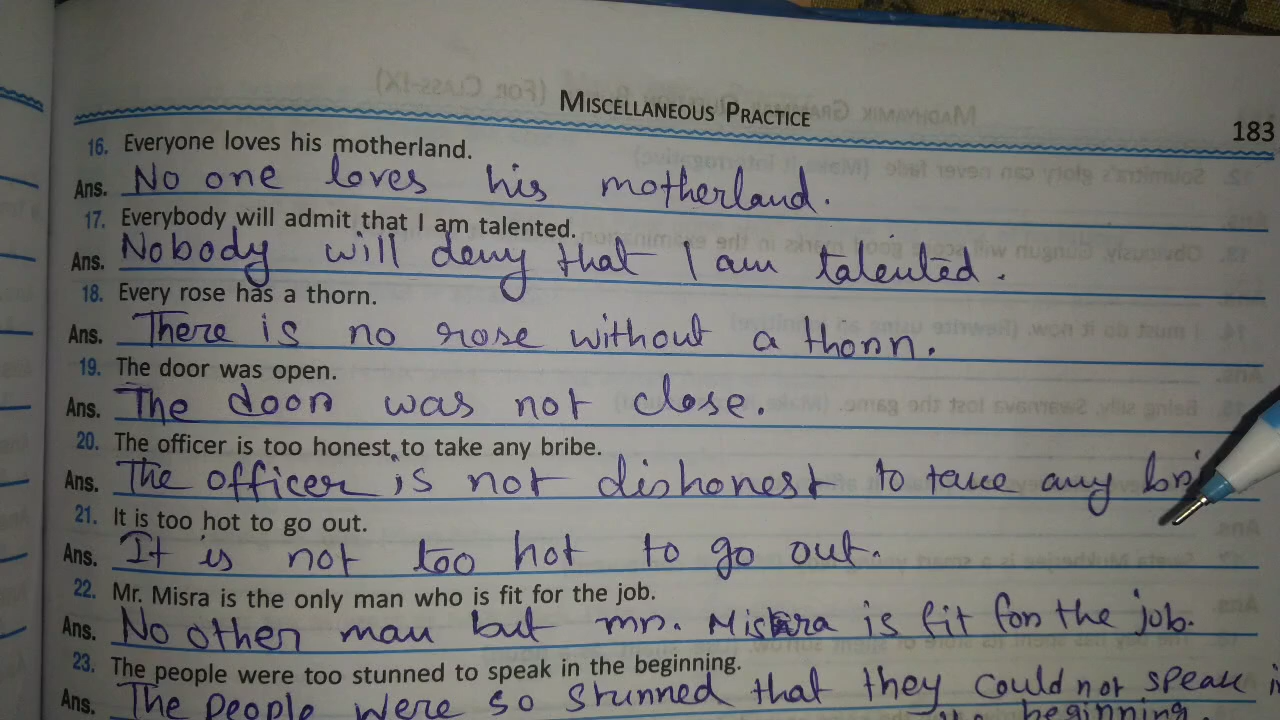 MISCELLANEOUS PRACTICE
183
16. Everyone loves his motherland.
Ans. No one loves his motherland.
17. Everybody will admit that I am talented.
Ans. Nobody will deny that I am talented.
18. Every rose has a thorn.
Ans. There is no rose without a thorn.
19. The door was open.
Ans. The door was not close.
20. The officer is too honest to take any bribe.
Ans. The officer is not dishonest to take any
21. It is too hot to go out.
Ans. It is not too hot to go out.
22. Mr. Misra is the only man who is fit for the job.
Ans. No other man but mr. Misra is fit for the job.
23. The people were too stunned to speak in the beginning.
Ans. The people were so stunned that they could not speak
beginning.